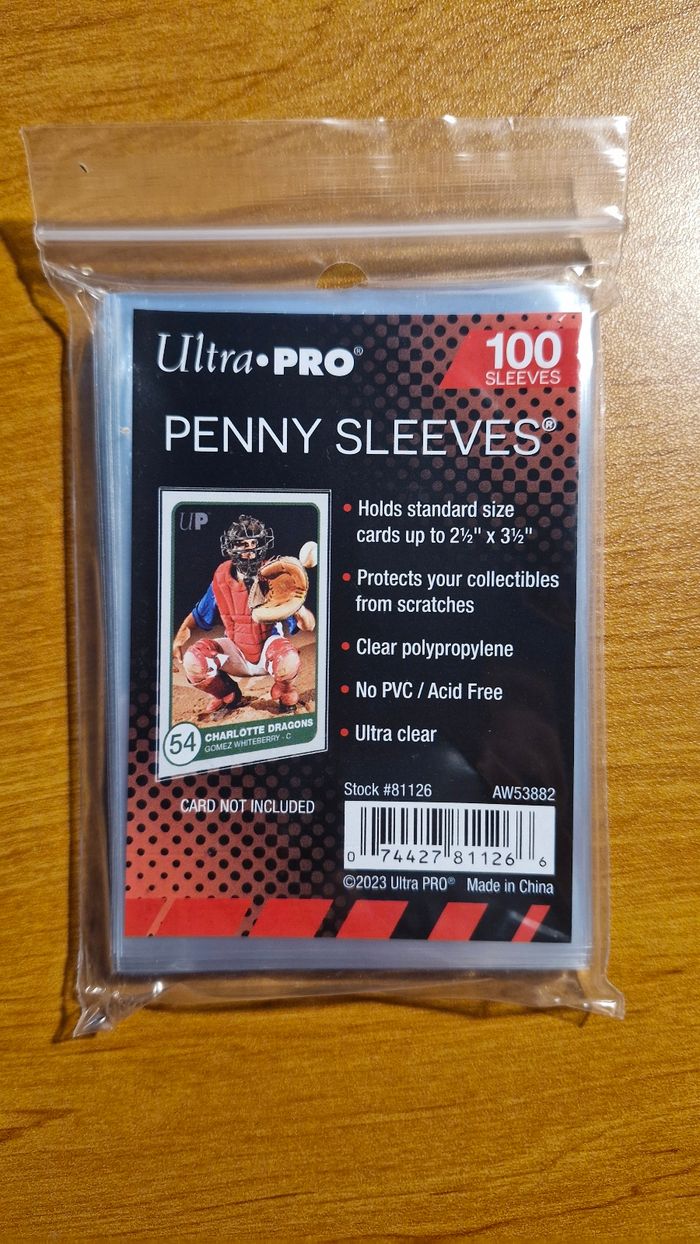 Ultra•PRO®
100
SLEEVES
PENNY SLEEVES®
UP
54
CHARLOTTE DRAGONS
GOMEZ WHITEBERRY - C
CARD NOT INCLUDED
• Holds standard size
cards up to 2½" x 3½"
• Protects your collectibles
from scratches
• Clear polypropylene
• No PVC / Acid Free
• Ultra clear
Stock #81126 AW53882
0 74427 81126 6
©2023 Ultra PRO® Made in China